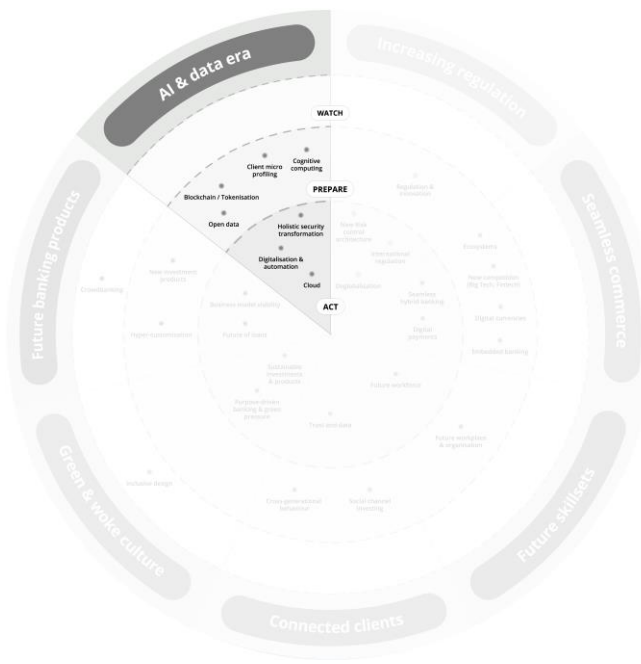 AI & data era
Increasing regulation
WATCH
Cognitive
computing
Client micro
profiling
Blockchain / Tokenisation
PREPARE
Open data
Holistic security
transformation
Digitalisation &
automation
Cloud
ACT
Regulation &
Ecosystems
International
regulation
New competition
(Big Tech, Fintech)
Deglobalisation
Seamless
hybrid banking
Digital
payments
Digital currencies
Embedded banking
New investment
products
Crowdbanking
Business model viability
Hyper-customisation
Future of sales
Sustainable
investments
& products
Future workforce
Purpose-driven
banking & green
pressure
Trust and data
Future workplace
& organisation
Inclusive design
Cross-generational
behaviour
Social channel
investing
Future banking products
Seamless commerce
Green & woke culture
Future skillsets
Connected clients